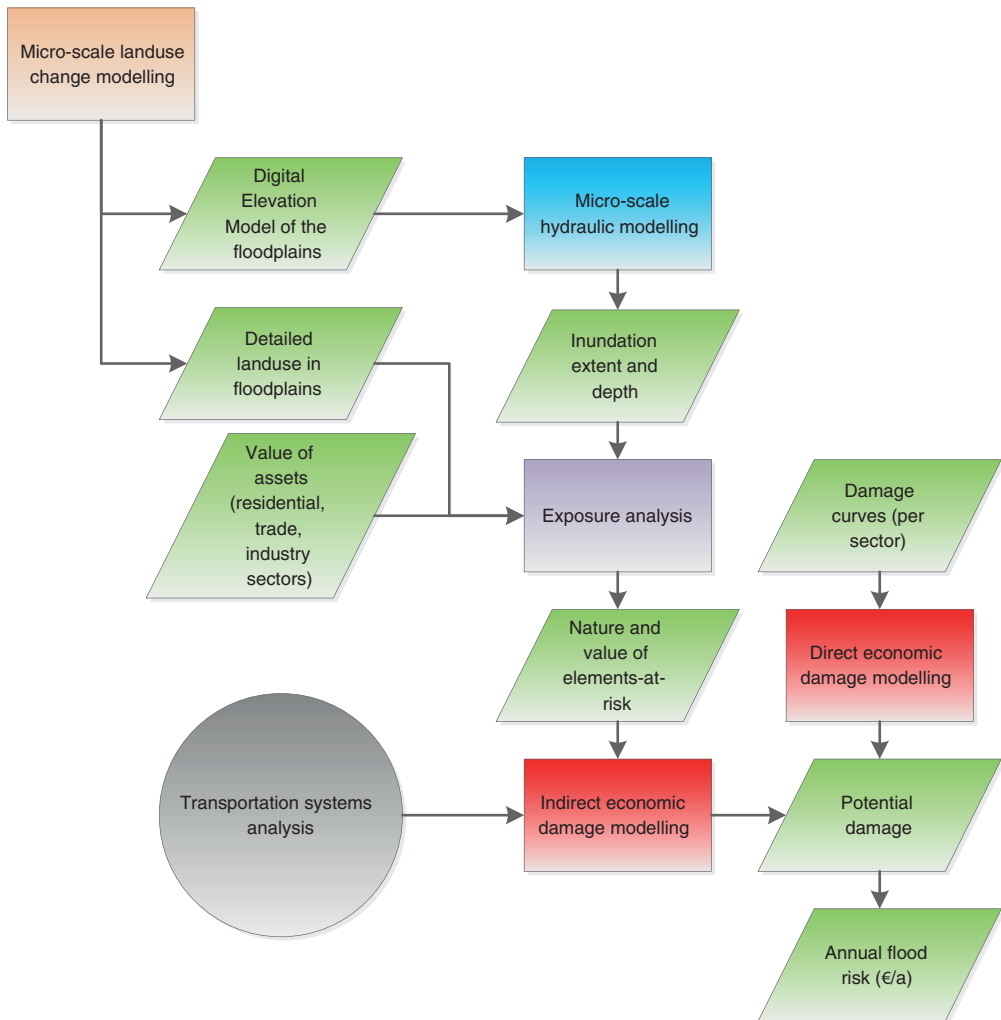 Micro-scale landuse
change modelling
Digital
Elevation
Model of the
floodplains
Micro-scale
hydraulic modelling
Detailed
landuse in
floodplains
Inundation
extent and
depth
Value of
assets
(residential,
trade,
industry
sectors)
Exposure analysis
Damage
curves (per
sector)
Nature and
value of
elements-at-
risk
Direct economic
damage modelling
Transportation systems
analysis
Indirect economic
damage modelling
Potential
damage
Annual flood
risk (€/a)